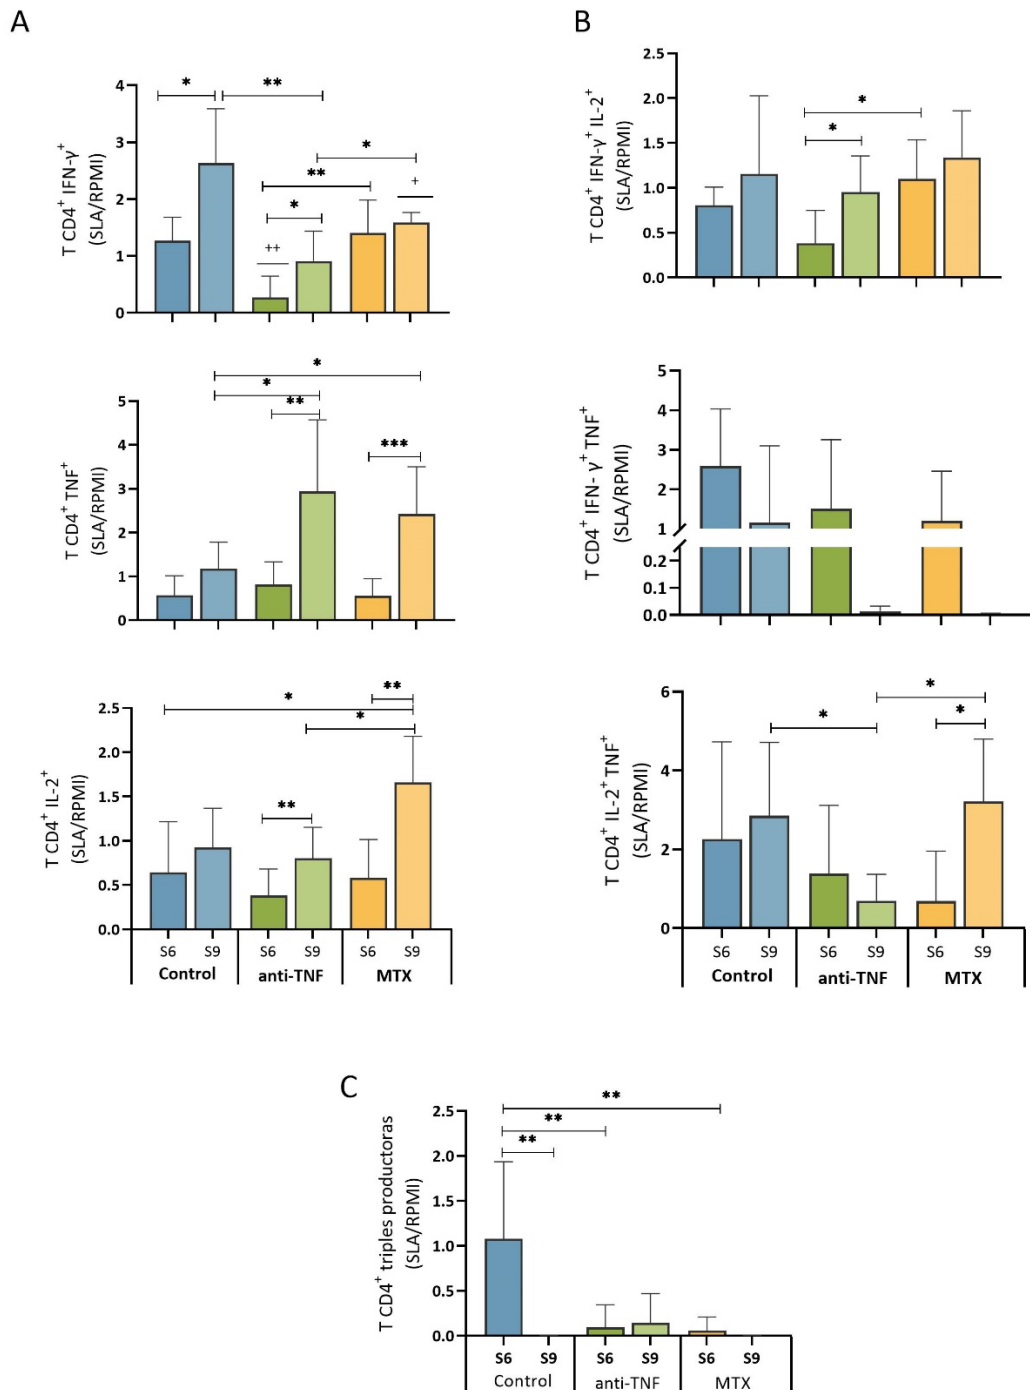 A
T CD4⁺ IFN-γ⁺
(SLA/RPMI)
4
3
2
1
0
*
**
*
**
+
*
++
T CD4⁺ TNF⁺
(SLA/RPMI)
5
4
3
2
1
0
*
*
**
***
T CD4⁺ IL-2⁺
(SLA/RPMI)
2.5
2.0
1.5
1.0
0.5
0.0
**
*
*
**
S6 S9 S6 S9 S6 S9
Control anti-TNF MTX
B
T CD4⁺ IFN-γ⁺ IL-2⁺
(SLA/RPMI)
2.5
2.0
1.5
1.0
0.5
0.0
*
*
T CD4⁺ IFN- γ⁺ TNF⁺
(SLA/RPMI)
5
4
3
2
1
0.2
0.1
0.0
T CD4⁺ IL-2⁺ TNF⁺
(SLA/RPMI)
6
4
2
0
*
*
*
S6 S9 S6 S9 S6 S9
Control anti-TNF MTX
C
T CD4⁺ triples productoras
(SLA/RPMI)
2.5
2.0
1.5
1.0
0.5
0.0
**
**
**
S6 S9 S6 S9 S6 S9
Control anti-TNF MTX